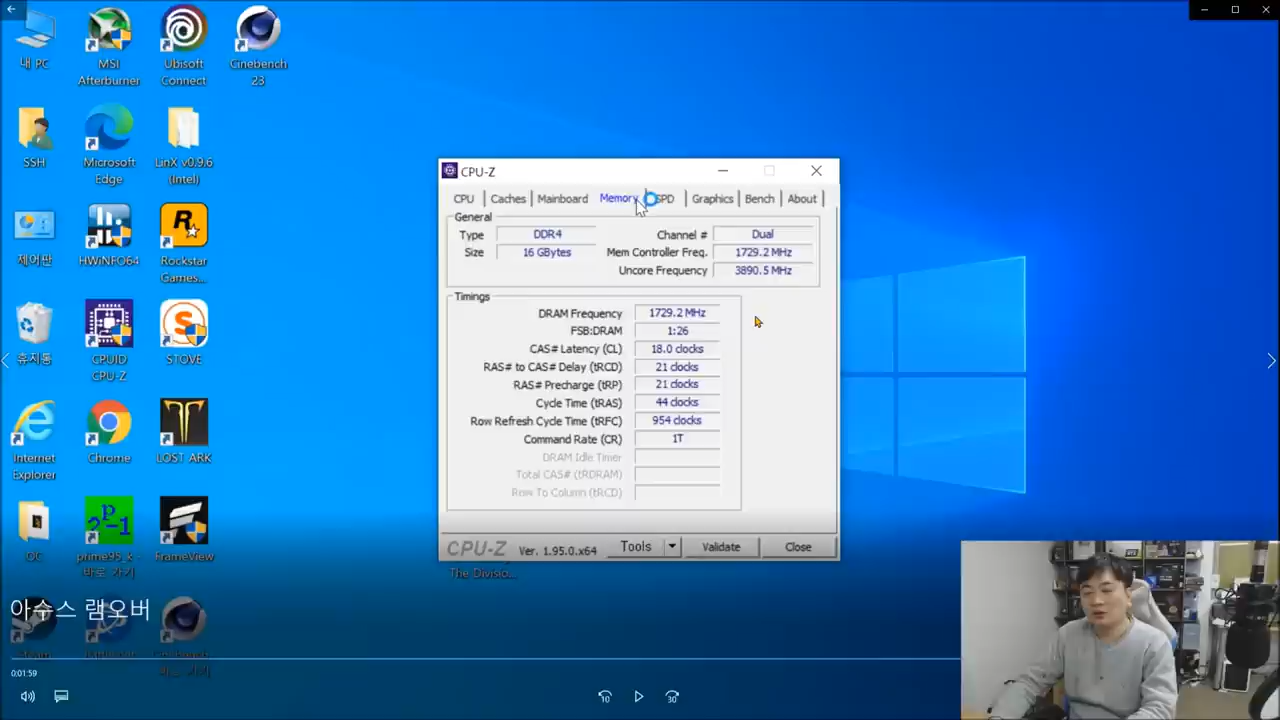 내 PC
MSI
Afterburner
Ubisoft
Connect
Cinebench
23
SSH
Microsoft
Edge
LinX v0.9.6
(Intel)
제어판
HWiNFO64
Rockstar
Games...
휴지통
CPUID
CPU-Z
STOVE
Internet
Explorer
Chrome
LOST ARK
OC
prime95_k -
바로 가기
FrameView
CPU-Z
CPU Caches Mainboard Memory SPD Graphics Bench About
General
Type DDR4 Channel # Dual
Size 16 GBytes Mem Controller Freq. 1729.2 MHz
Uncore Frequency 3890.5 MHz
Timings
DRAM Frequency 1729.2 MHz
FSB:DRAM 1:26
CAS# Latency (CL) 18.0 clocks
RAS# to CAS# Delay (tRCD) 21 clocks
RAS# Precharge (tRP) 21 clocks
Cycle Time (tRAS) 44 clocks
Row Refresh Cycle Time (tRFC) 954 clocks
Command Rate (CR) 1T
DRAM Idle Timer
Total CAS# (tRDRAM)
Row To Column (tRCD)
CPU-Z Ver. 1.95.0.x64 Tools Validate Close
The Division...
아수스 램오버
Steam
0:01:59
10
30